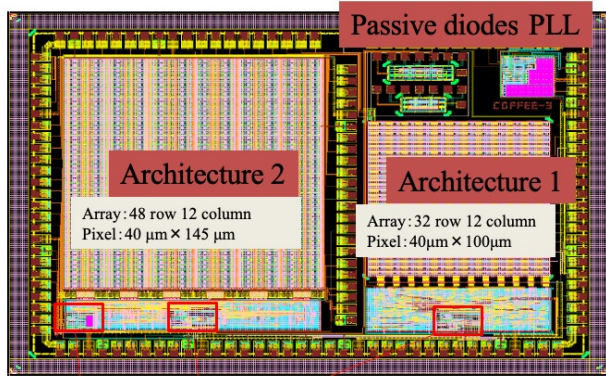 Passive diodes PLL
COFFEE-3
Architecture 2
Array:48 row 12 column
Pixel:40 μm×145 μm
Architecture 1
Array:32 row 12 column
Pixel:40μm×100μm